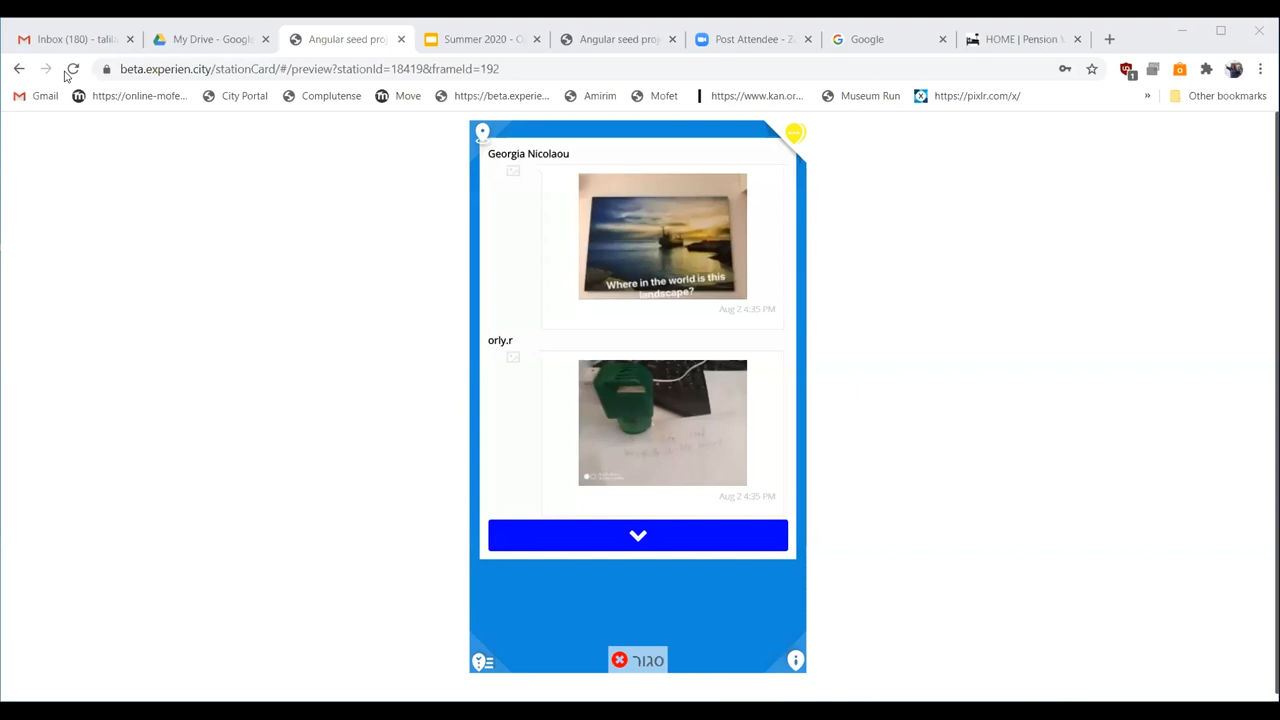 Inbox (180) - talila
My Drive - Google
Angular seed proj
Summer 2020 - C
Angular seed proj
Post Attendee - Z
Google
HOME | Pension V
beta.experien.city/stationCard/#/preview?stationId=18419&frameId=192
1
Gmail
https://online-mofe...
City Portal
Complutense
Move
https://beta.experie...
Amirim
Mofet
https://www.kan.or...
Museum Run
https://pixlr.com/x/
»
Other bookmarks
Georgia Nicolaou
Where in the world is this
landscape?
Aug 2 4:35 PM
orly.r
Aug 2 4:35 PM
סגור